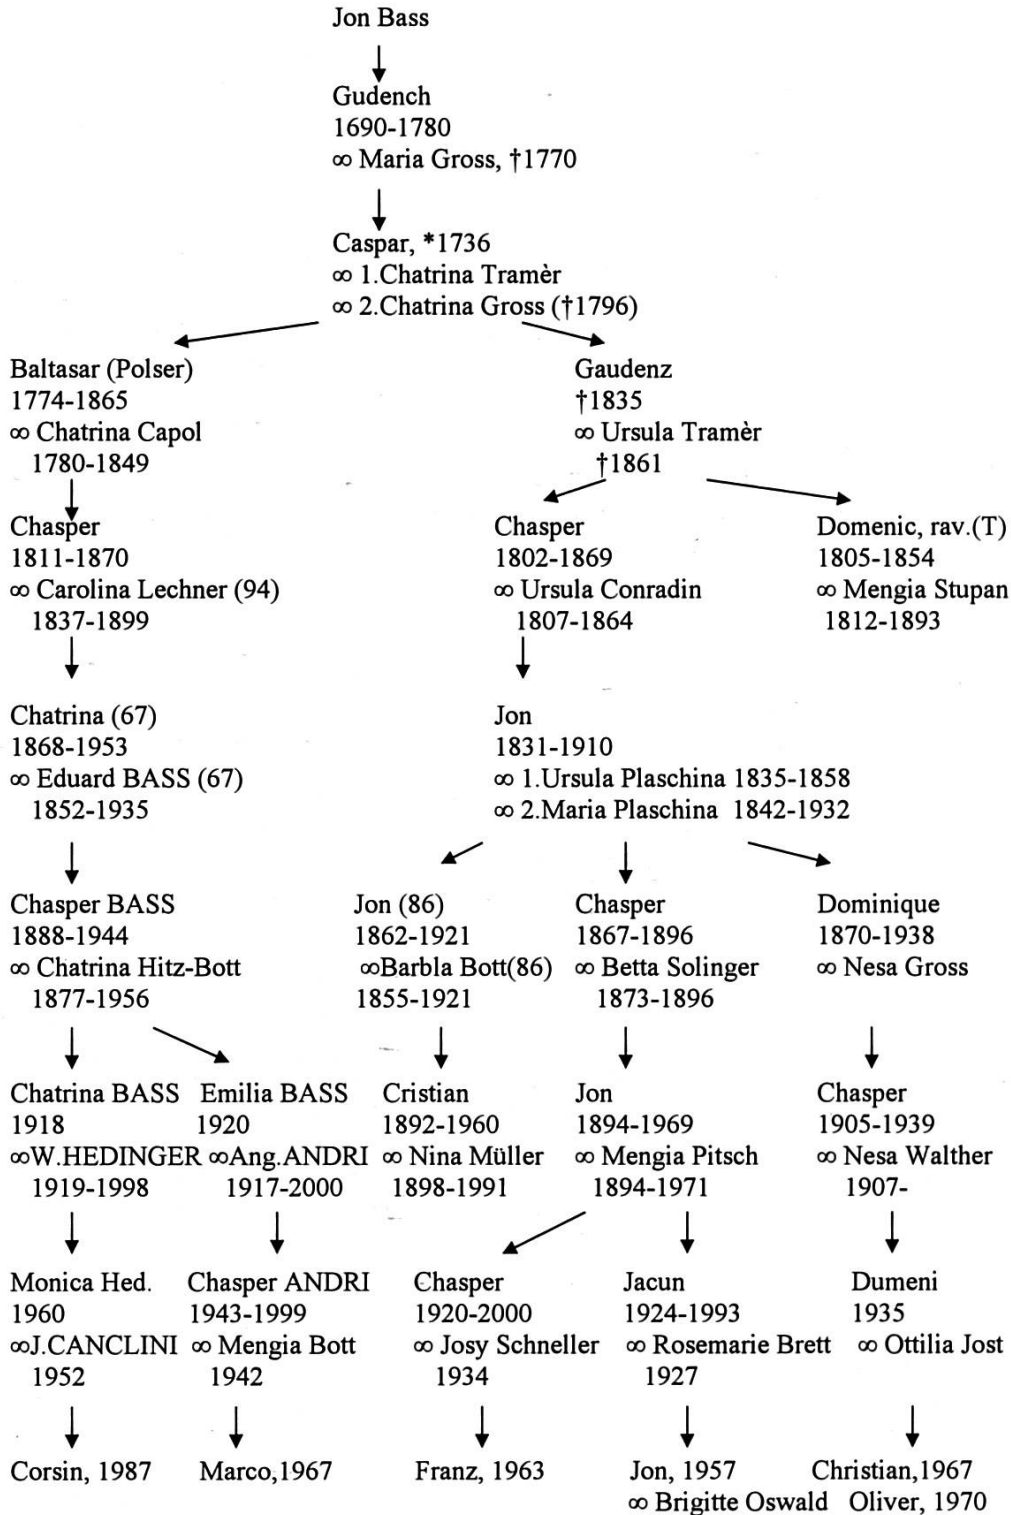 Jon Bass
Gudench
1690-1780
∞ Maria Gross, †1770
Caspar, *1736
∞ 1.Chatrina Tramèr
∞ 2.Chatrina Gross (†1796)
Baltasar (Polser)
1774-1865
∞ Chatrina Capol
1780-1849
Gaudenz
†1835
∞ Ursula Tramèr
†1861
Chasper
1811-1870
∞ Carolina Lechner (94)
1837-1899
Chasper
1802-1869
∞ Ursula Conradin
1807-1864
Domenic, rav.(T)
1805-1854
∞ Mengia Stupan
1812-1893
Chatrina (67)
1868-1953
∞ Eduard BASS (67)
1852-1935
Jon
1831-1910
∞ 1.Ursula Plaschina 1835-1858
∞ 2.Maria Plaschina 1842-1932
Chasper BASS
1888-1944
∞ Chatrina Hitz-Bott
1877-1956
Jon (86)
1862-1921
∞Barbla Bott(86)
1855-1921
Chasper
1867-1896
∞ Betta Solinger
1873-1896
Dominique
1870-1938
∞ Nesa Gross
Chatrina BASS
1918
∞W.HEDINGER
1919-1998
Emilia BASS
1920
∞Ang.ANDRI
1917-2000
Cristian
1892-1960
∞ Nina Müller
1898-1991
Jon
1894-1969
∞ Mengia Pitsch
1894-1971
Chasper
1905-1939
∞ Nesa Walther
1907-
Monica Hed.
1960
∞J.CANCLINI
1952
Chasper ANDRI
1943-1999
∞ Mengia Bott
1942
Chasper
1920-2000
∞ Josy Schneller
1934
Jacun
1924-1993
∞ Rosemarie Brett
1927
Dumeni
1935
∞ Ottilia Jost
Corsin, 1987
Marco,1967
Franz, 1963
Jon, 1957
∞ Brigitte Oswald
Christian,1967
Oliver, 1970